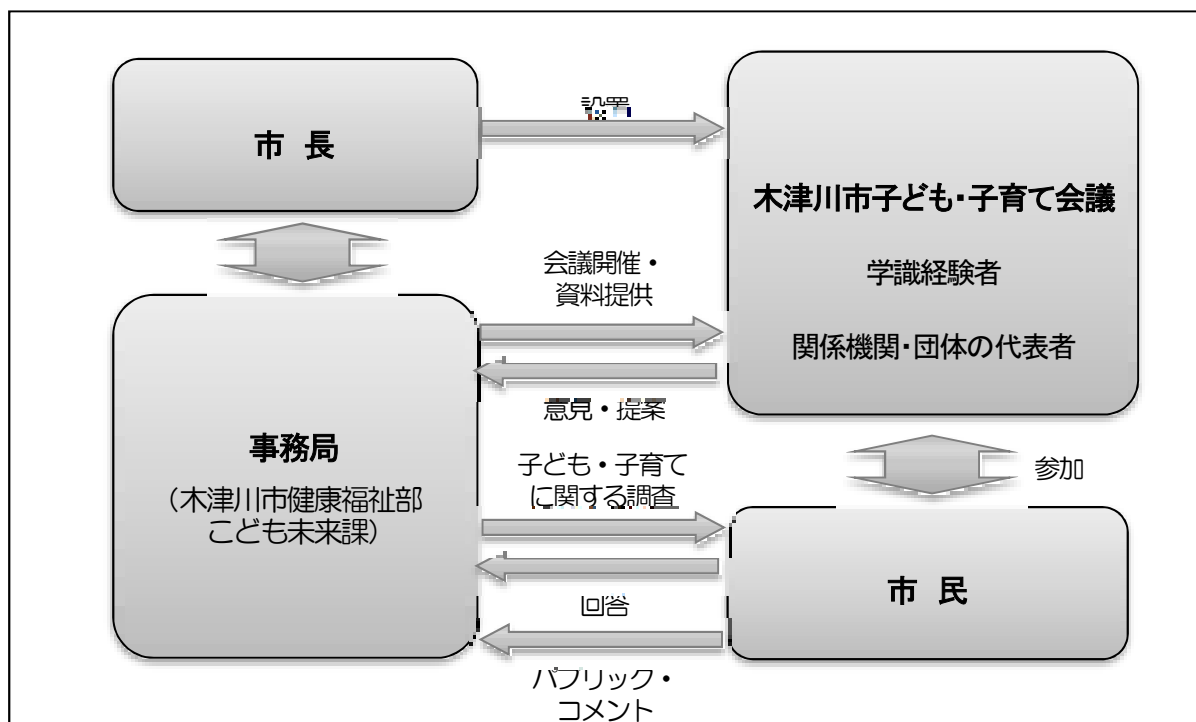 市 長
設置
木津川市子ども・子育て会議
学識経験者
関係機関・団体の代表者
会議開催・
資料提供
意見・提案
事務局
(木津川市健康福祉部
こども未来課)
子ども・子育て
に関する調査
参加
回答
市 民
パブリック・
コメント